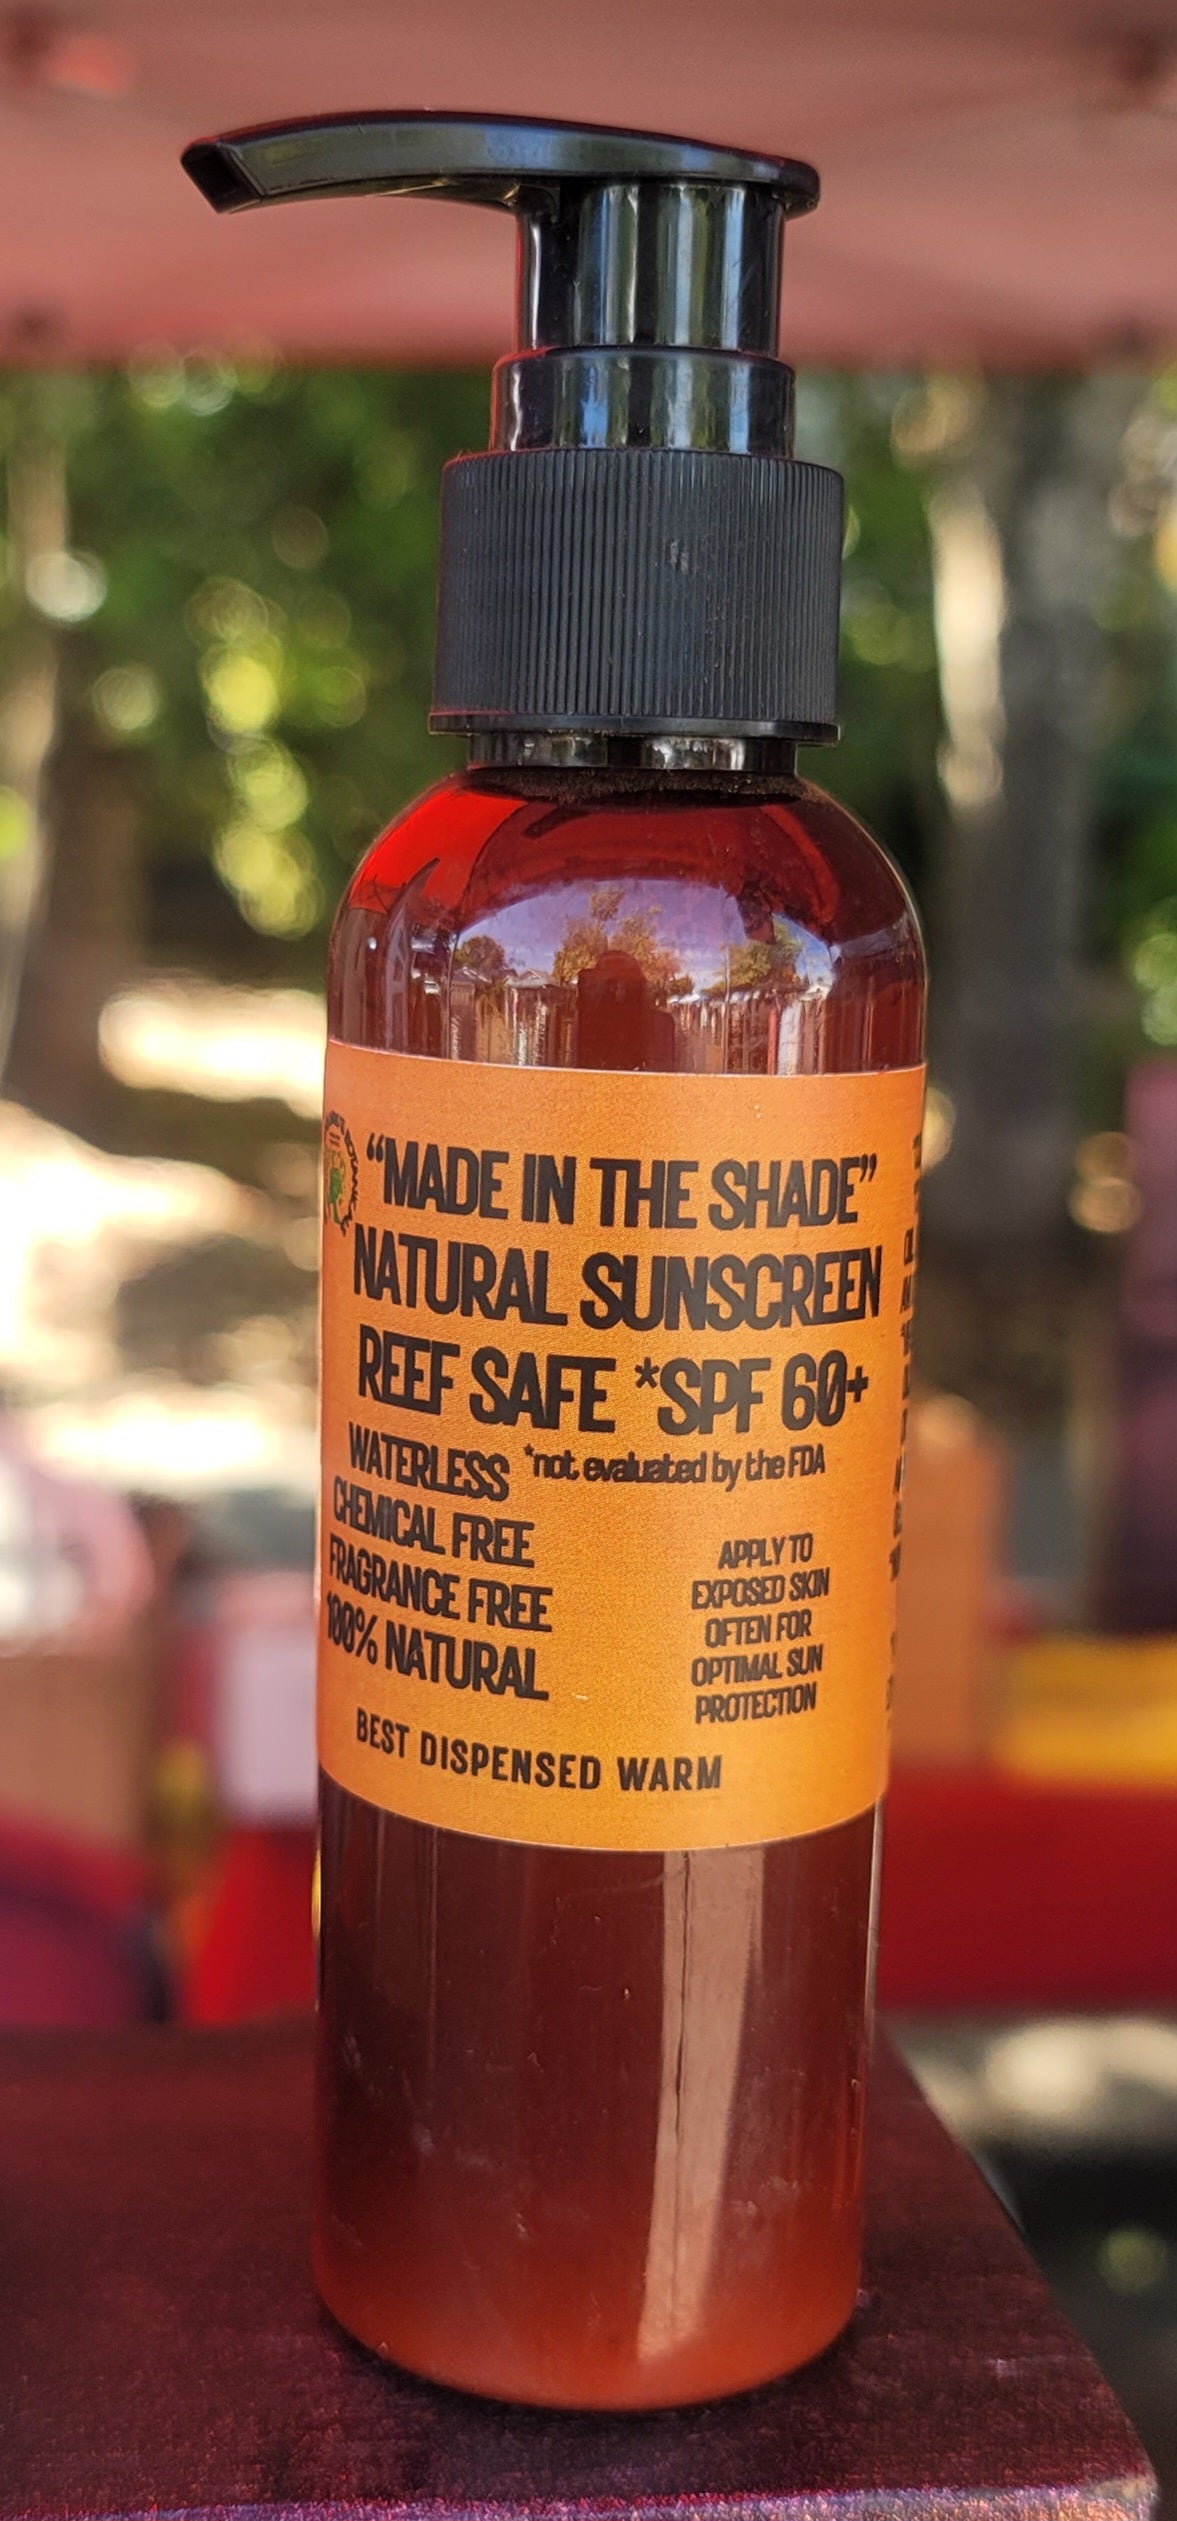 “MADE IN THE SHADE”
NATURAL SUNSCREEN
REEF SAFE *SPF 60+
*not evaluated by the FDA
WATERLESS
CHEMICAL FREE
FRAGRANCE FREE
100% NATURAL
APPLY TO
EXPOSED SKIN
OFTEN FOR
OPTIMAL SUN
PROTECTION
BEST DISPENSED WARM